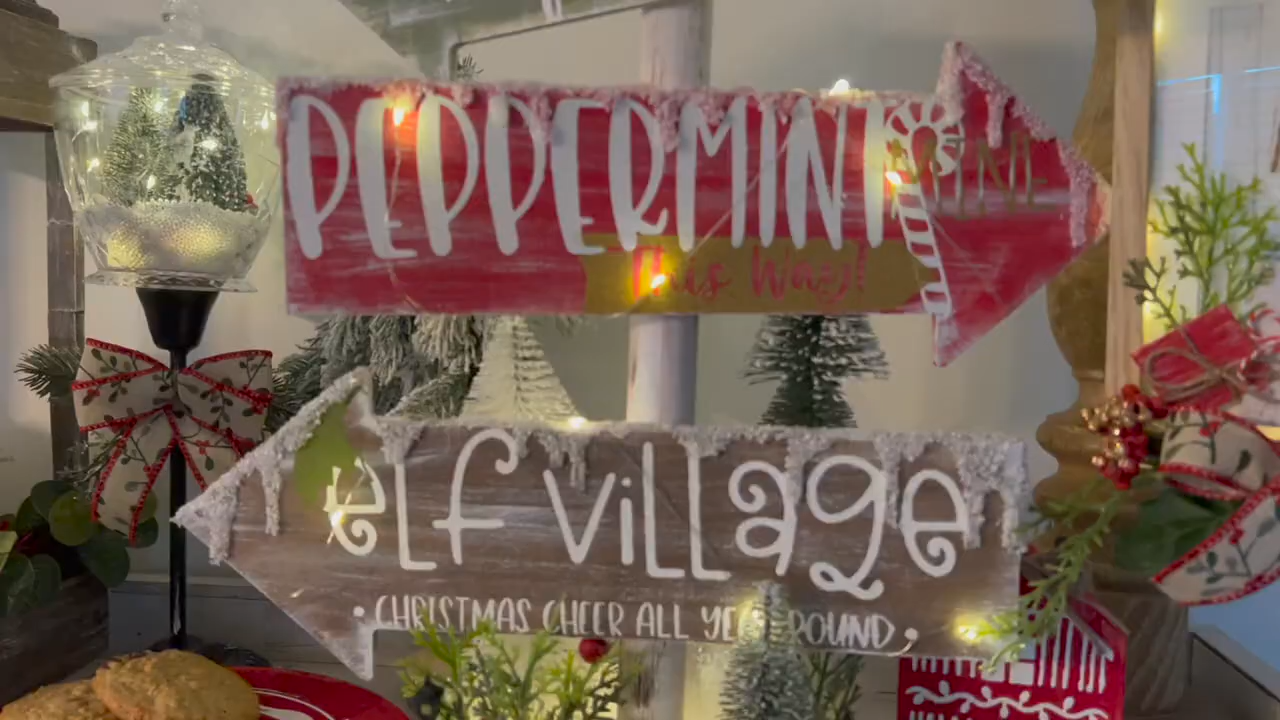 PEPPERMINT
This Way!
elf village
• CHRISTMAS CHEER ALL YEAR ROUND •